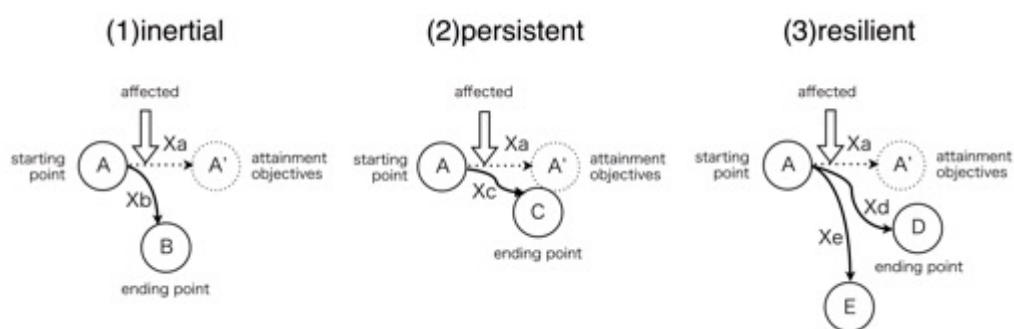 (1)inertial
affected
Xa
starting
point
A
A'
attainment
objectives
Xb
B
ending point
(2)persistent
affected
Xa
starting
point
A
A'
attainment
objectives
Xc
C
ending point
(3)resilient
affected
Xa
starting
point
A
A'
attainment
objectives
Xd
D
Xe
ending point
E